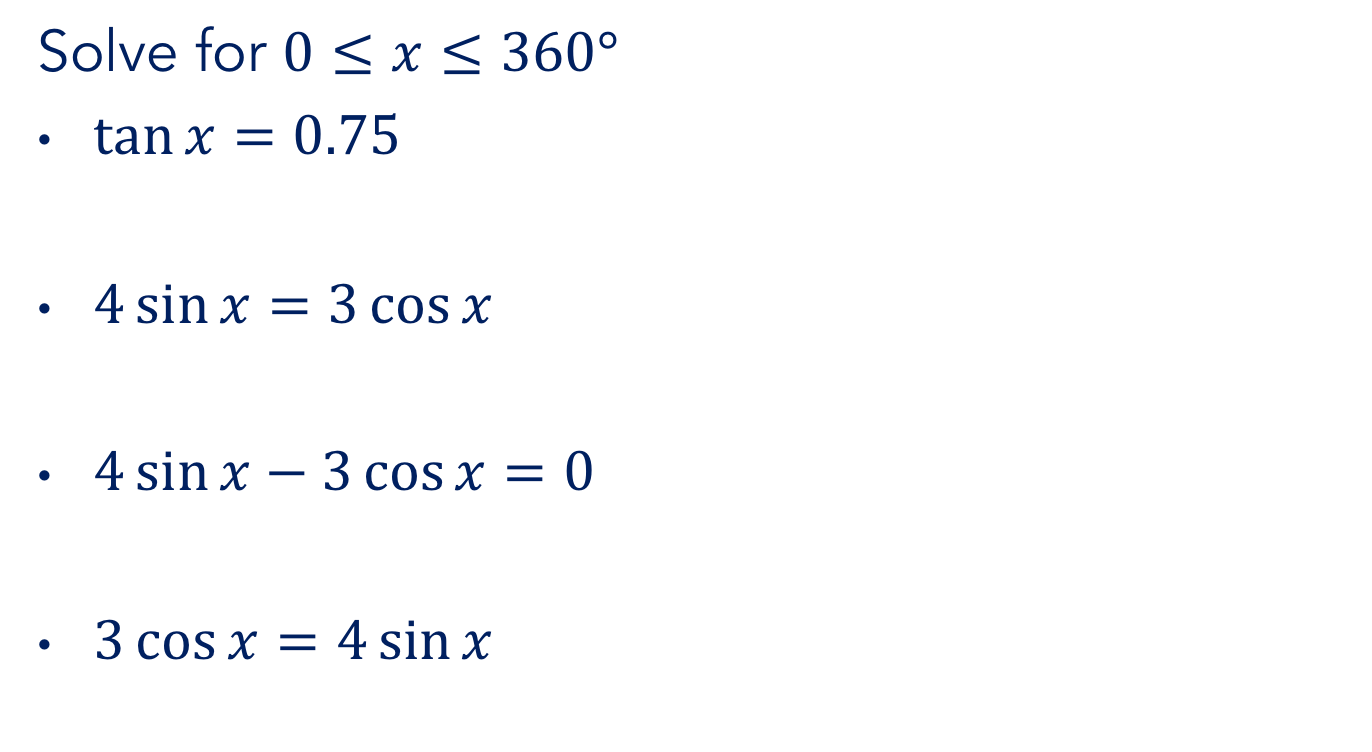 Solve for 0 ≤ x ≤ 360°
• tan x = 0.75
• 4 sin x = 3 cos x
• 4 sin x − 3 cos x = 0
• 3 cos x = 4 sin x